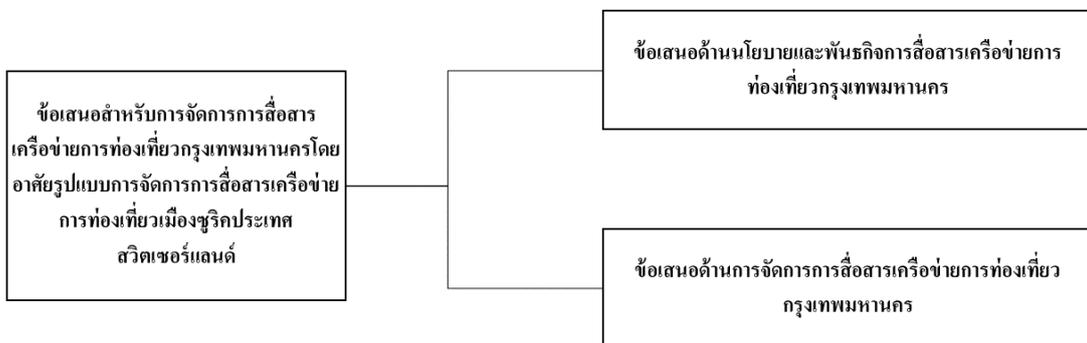 ข้อเสนอสำหรับการจัดการการสื่อสาร
เครือข่ายการท่องเที่ยวกรุงเทพมหานครโดย
อาศัยรูปแบบการจัดการการสื่อสารเครือข่าย
การท่องเที่ยวเมืองซูริคประเทศ
สวิตเซอร์แลนด์
ข้อเสนอด้านนโยบายและพันธกิจการสื่อสารเครือข่ายการ
ท่องเที่ยวกรุงเทพมหานคร
ข้อเสนอด้านการจัดการการสื่อสารเครือข่ายการท่องเที่ยว
กรุงเทพมหานคร